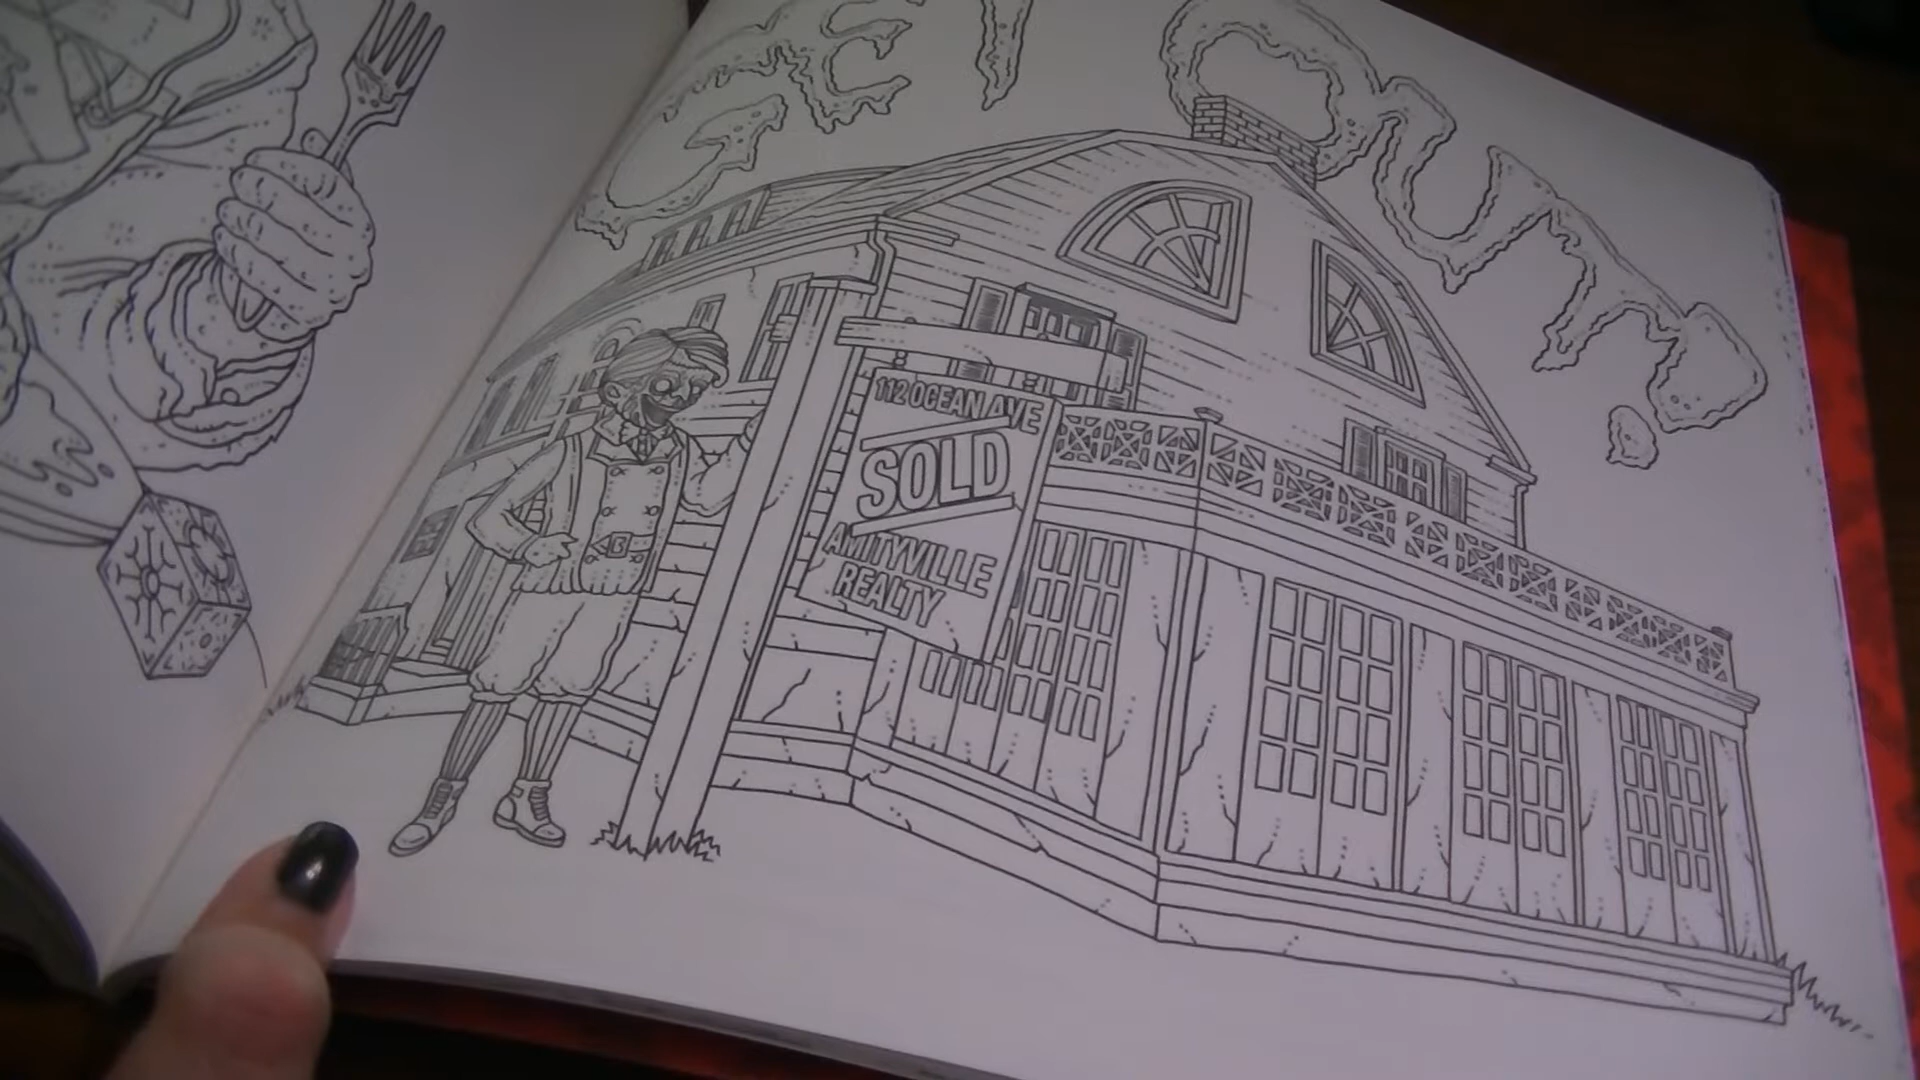 GET OUT!
112 OCEAN AVE
SOLD
AMITYVILLE
REALTY